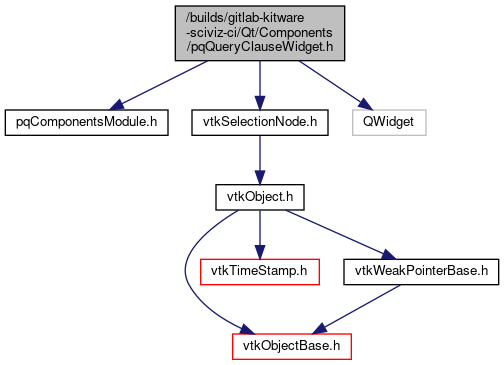 /builds/gitlab-kitware
-sciviz-ci/Qt/Components
/pqQueryClauseWidget.h
pqComponentsModule.h
vtkSelectionNode.h
QWidget
vtkObject.h
vtkTimeStamp.h
vtkWeakPointerBase.h
vtkObjectBase.h